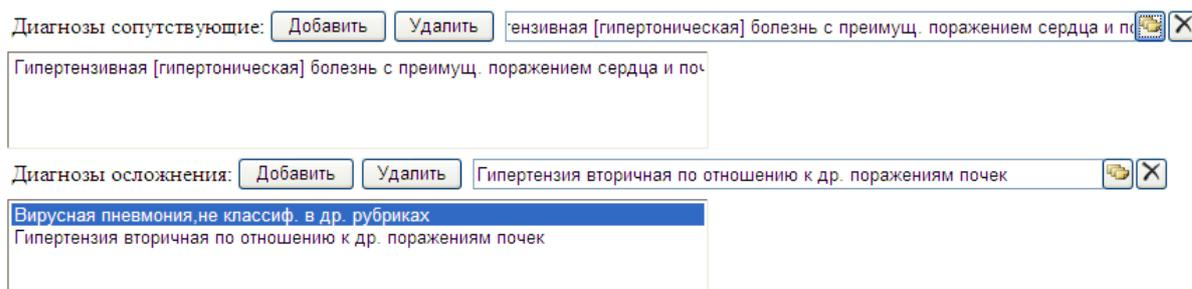 Диагнозы сопутствующие: Добавить Удалить тензивная [гипертоническая] болезнь с преимущ. поражением сердца и по
Гипертензивная [гипертоническая] болезнь с преимущ. поражением сердца и поч
Диагнозы осложнения: Добавить Удалить Гипертензия вторичная по отношению к др. поражениям почек
Вирусная пневмония,не классиф. в др. рубриках
Гипертензия вторичная по отношению к др. поражениям почек